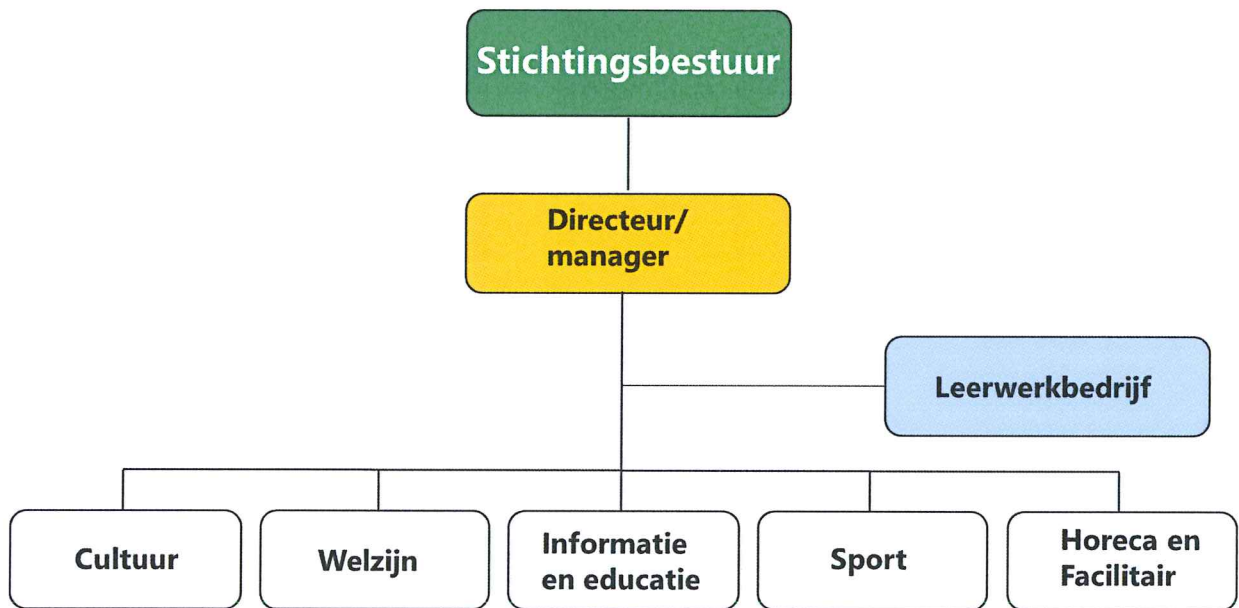 Stichtingsbestuur
Directeur/
manager
Leerwerkbedrijf
Cultuur
Welzijn
Informatie
en educatie
Sport
Horeca en
Facilitair